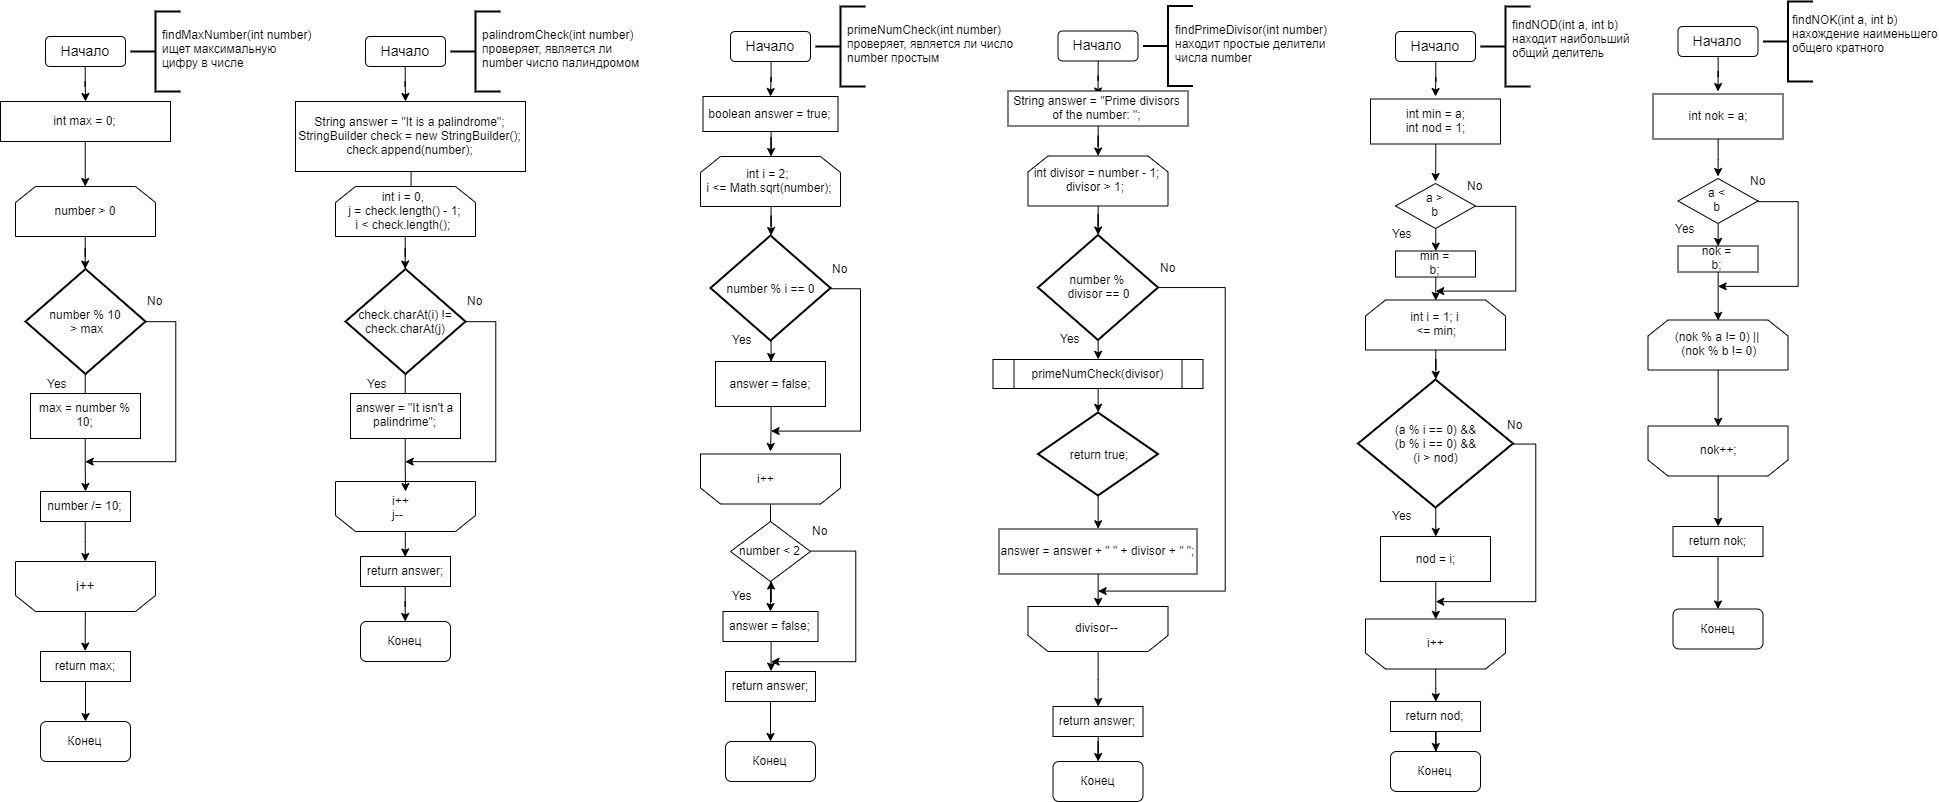 Начало
findMaxNumber(int number)
ищет максимальную
цифру в числе
int max = 0;
number > 0
number % 10
> max
No
Yes
max = number %
10;
number /= 10;
i++
return max;
Конец
Начало
palindromCheck(int number)
проверяет, является ли
number число палиндромом
String answer = "It is a palindrome";
StringBuilder check = new StringBuilder();
check.append(number);
int i = 0,
j = check.length() - 1;
i < check.length();
check.charAt(i) !=
check.charAt(j)
No
Yes
answer = "It isn't a
palindrime";
i++
j--
return answer;
Конец
Начало
primeNumCheck(int number)
проверяет, является ли число
number простым
boolean answer = true;
int i = 2;
i <= Math.sqrt(number);
number % i == 0
No
Yes
answer = false;
i++
number < 2
No
Yes
answer = false;
return answer;
Конец
Начало
findPrimeDivisor(int number)
находит простые делители
числа number
String answer = "Prime divisors
of the number: ";
int divisor = number - 1;
divisor > 1;
number %
divisor == 0
No
Yes
primeNumCheck(divisor)
return true;
answer = answer + " " + divisor + " ";
divisor--
return answer;
Конец
Начало
findNOD(int a, int b)
находит наибольший
общий делитель
int min = a;
int nod = 1;
a >
b
No
Yes
min =
b;
int i = 1; i
<= min;
(a % i == 0) &&
(b % i == 0) &&
(i > nod)
No
Yes
nod = i;
i++
return nod;
Конец
Начало
findNOK(int a, int b)
нахождение наименьшего
общего кратного
int nok = a;
a <
b
No
Yes
nok =
b;
(nok % a != 0) ||
(nok % b != 0)
nok++;
return nok;
Конец